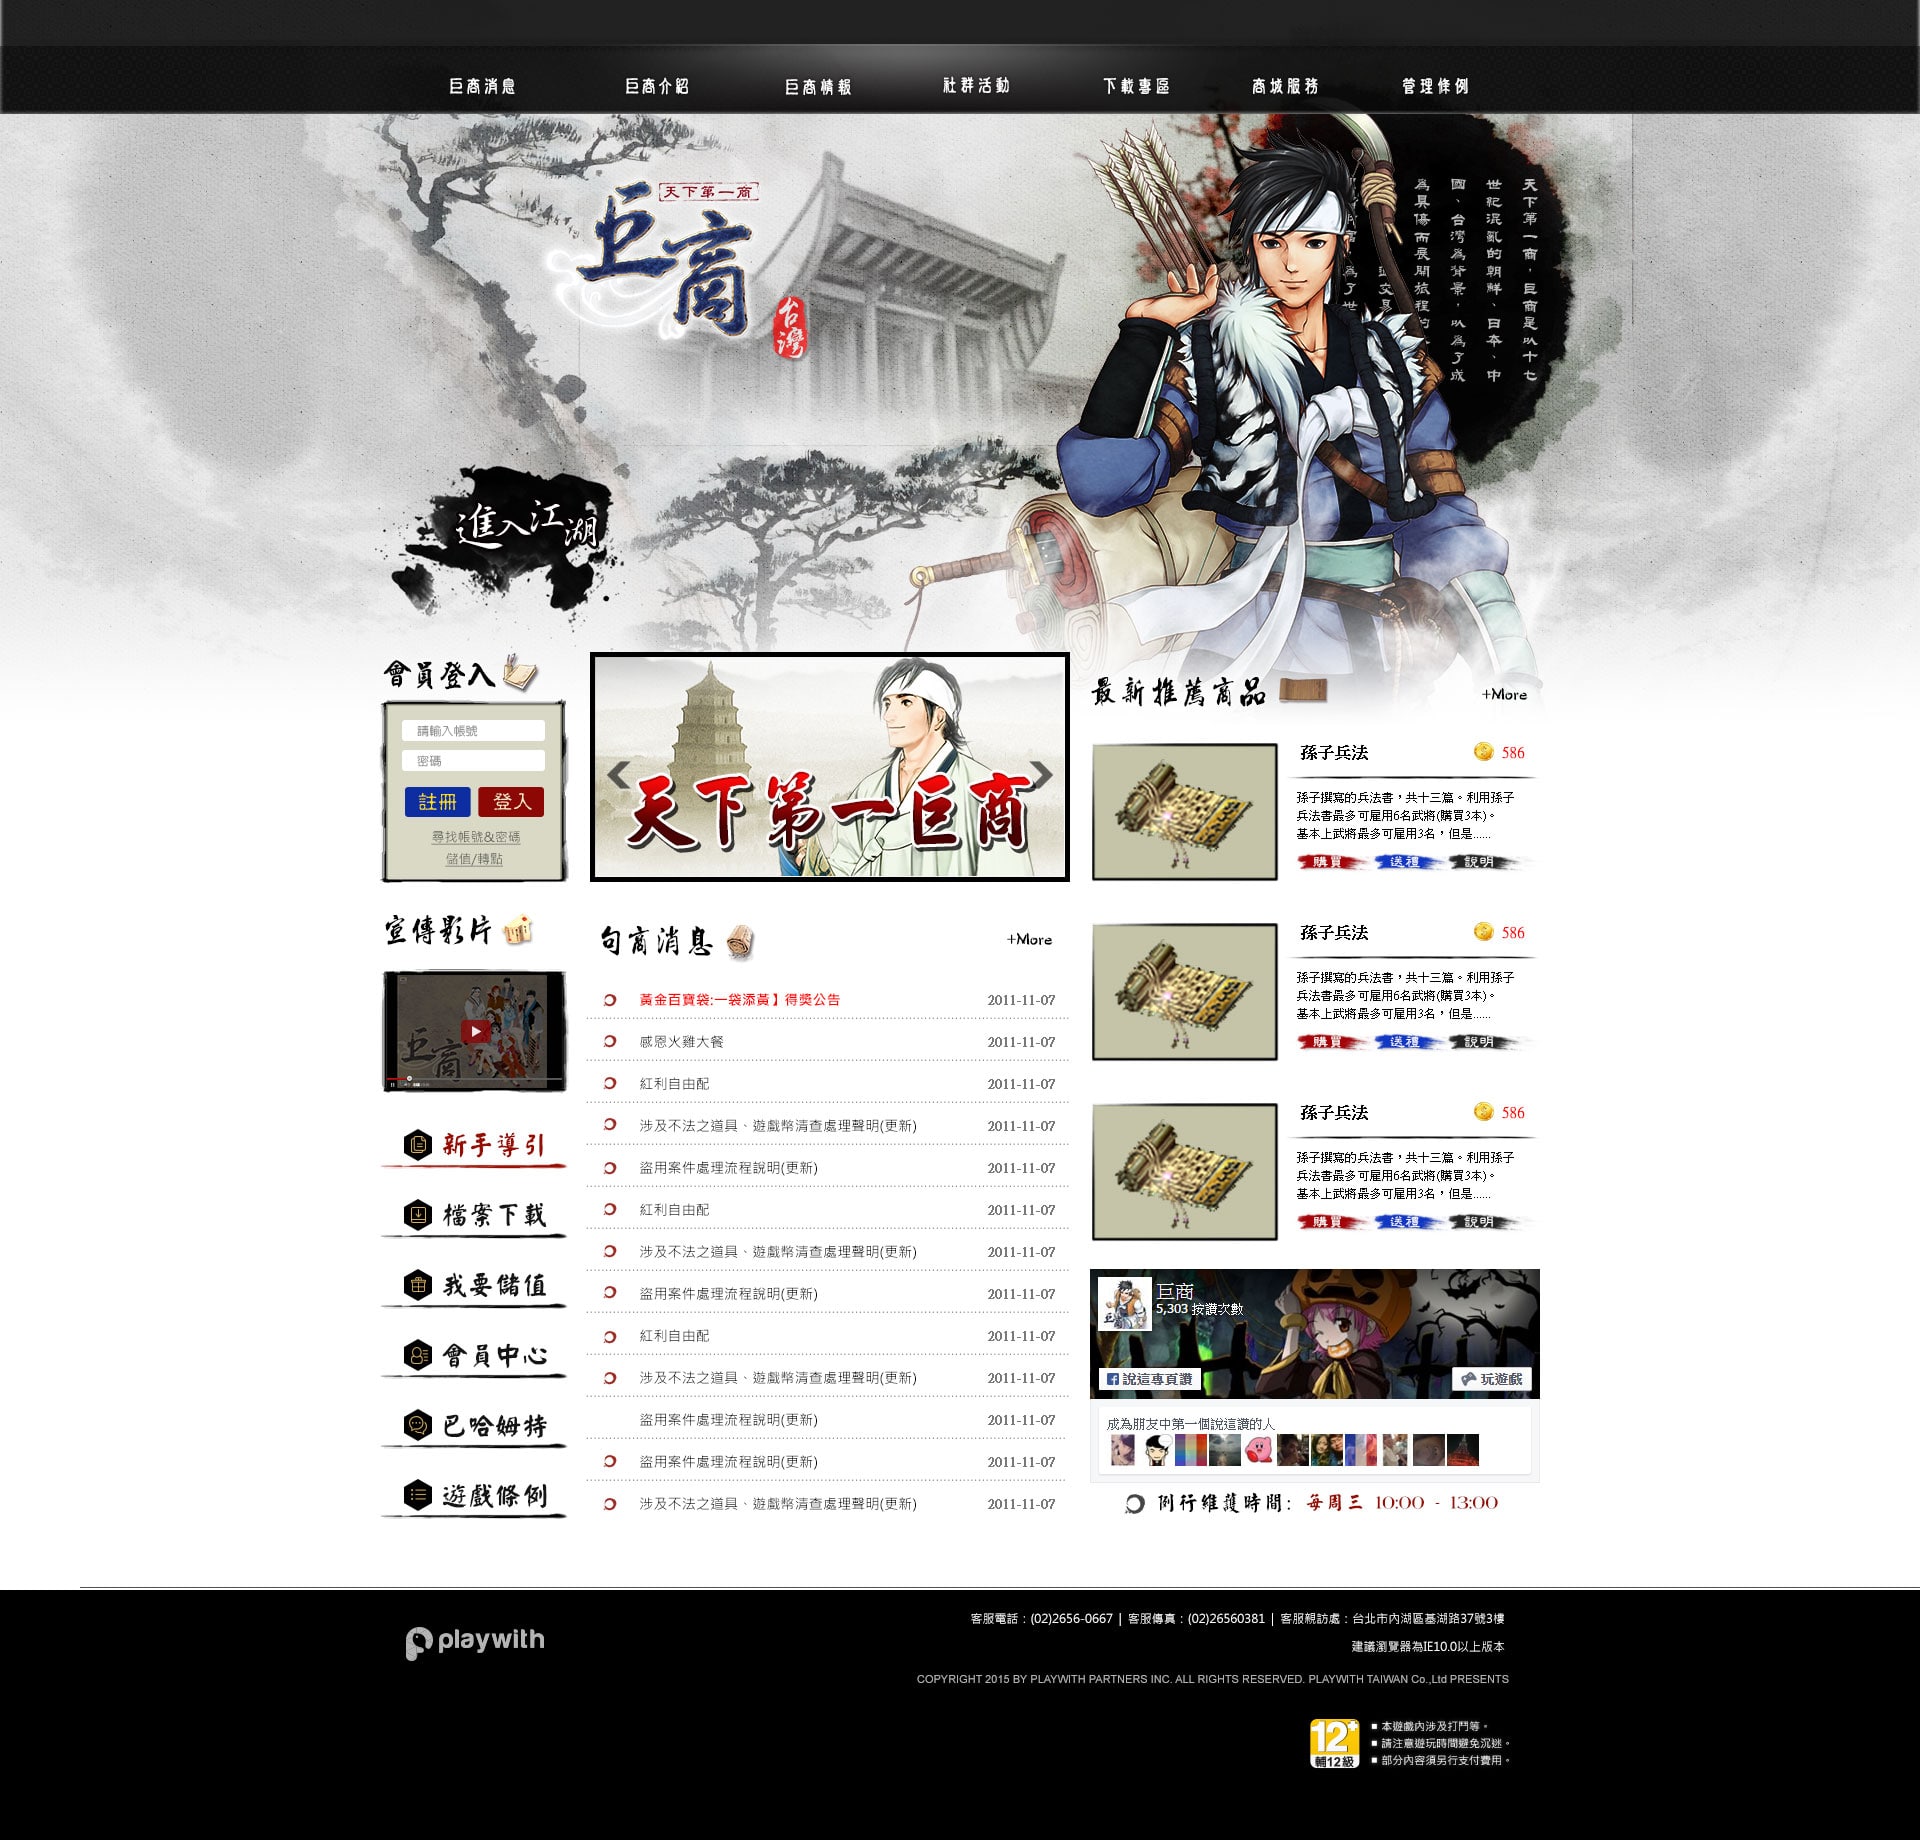 巨商消息
巨商介紹
巨商情報
社群活動
下載專區
商城服務
管理條例
天下第一商
巨商
台灣
天下第一商,巨商是以十七
世紀混亂的朝鮮、日本、中
國、台灣為背景,以為了成
為具傷而展開旅程的
進入江湖
會員登入
請輸入帳號
密碼
註冊 登入
尋找帳號&密碼
儲值/轉點
天下第一巨商
宣傳影片
巨商
新手導引
檔案下載
我要儲值
會員中心
巴哈姆特
遊戲條例
句商消息
+More
黃金百寶袋:一袋添黃】得獎公告 2011-11-07
感恩火雞大餐 2011-11-07
紅利自由配 2011-11-07
涉及不法之道具、遊戲幣清查處理聲明(更新) 2011-11-07
盜用案件處理流程說明(更新) 2011-11-07
紅利自由配 2011-11-07
涉及不法之道具、遊戲幣清查處理聲明(更新) 2011-11-07
盜用案件處理流程說明(更新) 2011-11-07
紅利自由配 2011-11-07
涉及不法之道具、遊戲幣清查處理聲明(更新) 2011-11-07
盜用案件處理流程說明(更新) 2011-11-07
盜用案件處理流程說明(更新) 2011-11-07
涉及不法之道具、遊戲幣清查處理聲明(更新) 2011-11-07
最新推薦商品
+More
孫子兵法 586
孫子撰寫的兵法書,共十三篇。利用孫子
兵法書最多可雇用6名武將(購買3本)。
基本上武將最多可雇用3名,但是......
購買 送禮 說明
孫子兵法 586
孫子撰寫的兵法書,共十三篇。利用孫子
兵法書最多可雇用6名武將(購買3本)。
基本上武將最多可雇用3名,但是......
購買 送禮 說明
孫子兵法 586
孫子撰寫的兵法書,共十三篇。利用孫子
兵法書最多可雇用6名武將(購買3本)。
基本上武將最多可雇用3名,但是......
購買 送禮 說明
巨商
5,303 按讚次數
說這專頁讚
玩遊戲
成為朋友中第一個說這讚的人
例行維護時間: 每周三 10:00 - 13:00
playwith
客服電話:(02)2656-0667 | 客服傳真:(02)26560381 | 客服親訪處:台北市內湖區基湖路37號3樓
建議瀏覽器為IE10.0以上版本
COPYRIGHT 2015 BY PLAYWITH PARTNERS INC. ALL RIGHTS RESERVED. PLAYWITH TAIWAN Co.,Ltd PRESENTS
12+
輔12級
■ 本遊戲內涉及打鬥等。
■ 請注意遊玩時間避免沉迷。
■ 部分內容須另行支付費用。